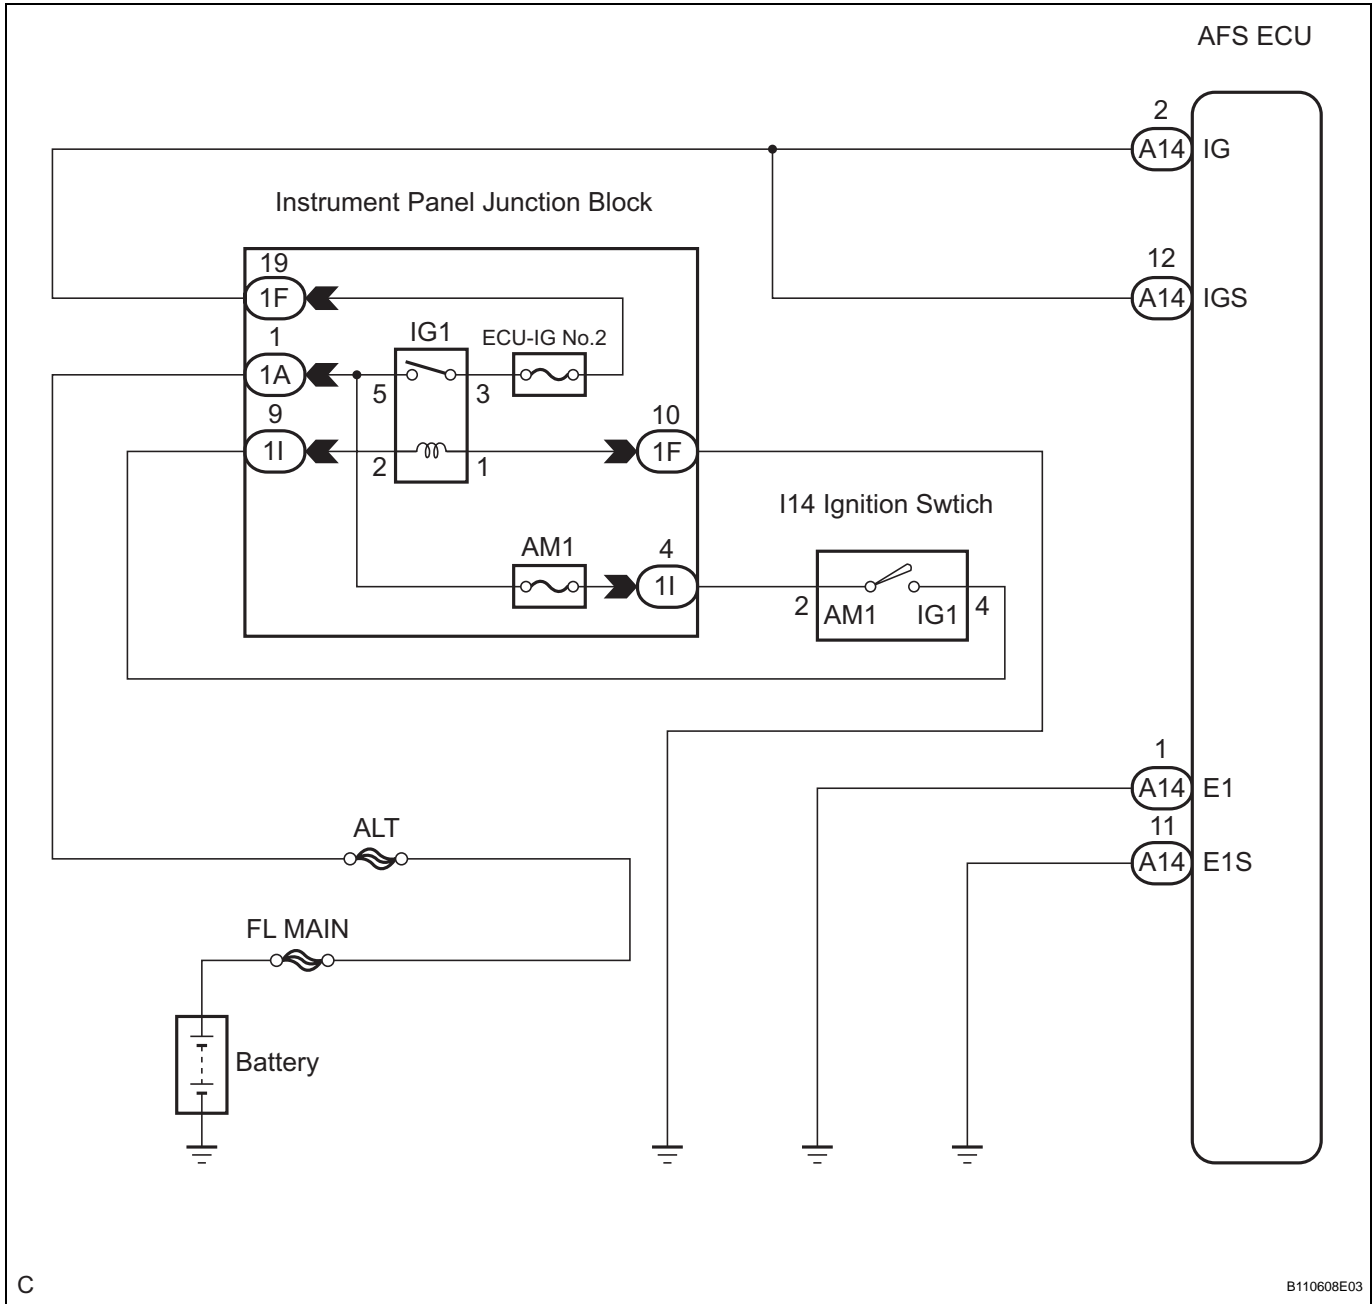 AFS ECU
2
A14 IG
Instrument Panel Junction Block
12
A14 IGS
19
1F
IG1
ECU-IG No.2
1
1A
5
3
9
1I
2
1
10
1F
I14 Ignition Swtich
AM1
4
1I
2
AM1 IG1
4
1
A14 E1
11
A14 E1S
ALT
FL MAIN
Battery
C
B110608E03